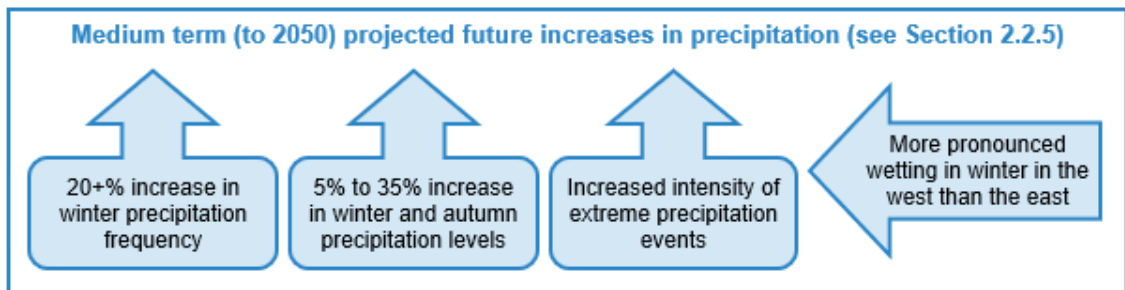 Medium term (to 2050) projected future increases in precipitation (see Section 2.2.5)
20+% increase in
winter precipitation
frequency
5% to 35% increase
in winter and autumn
precipitation levels
Increased intensity of
extreme precipitation
events
More pronounced
wetting in winter in the
west than the east